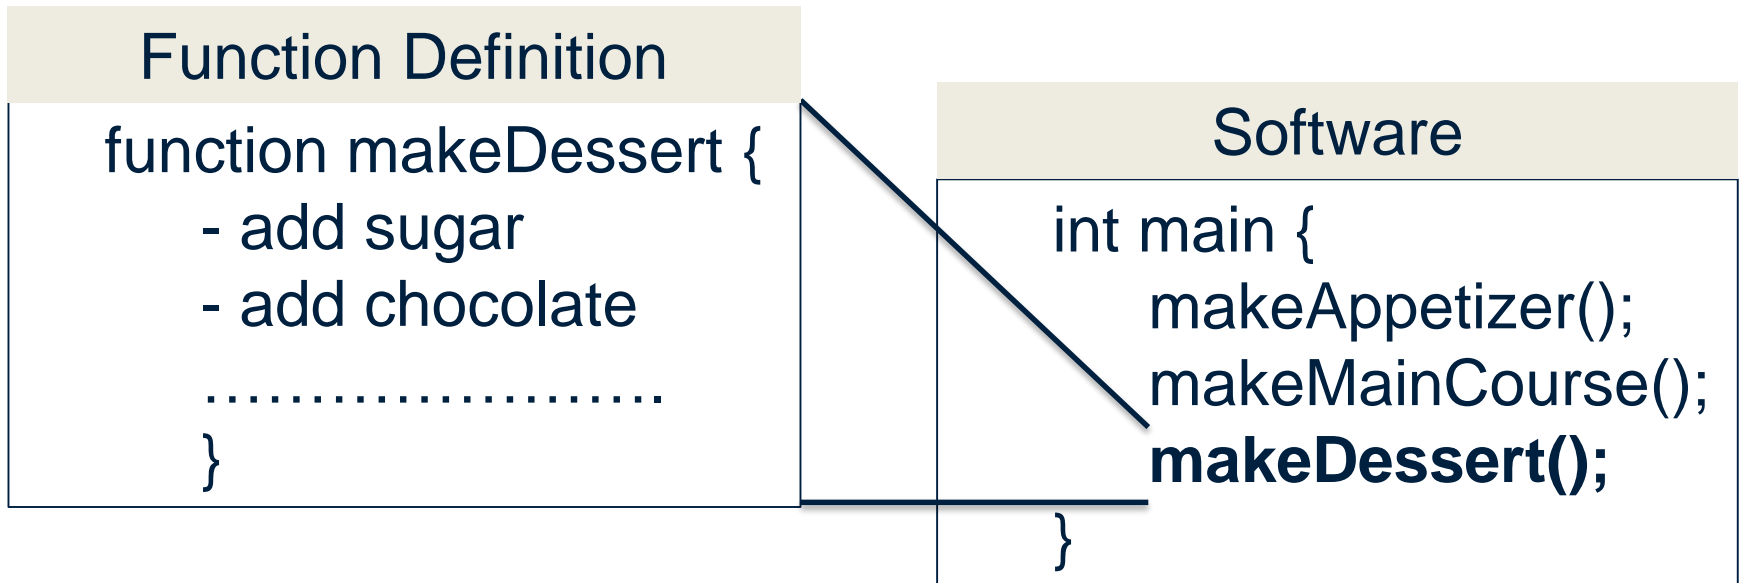 Function Definition
function makeDessert {
- add sugar
- add chocolate
…………………….
}
Software
int main {
makeAppetizer();
makeMainCourse();
makeDessert();
}